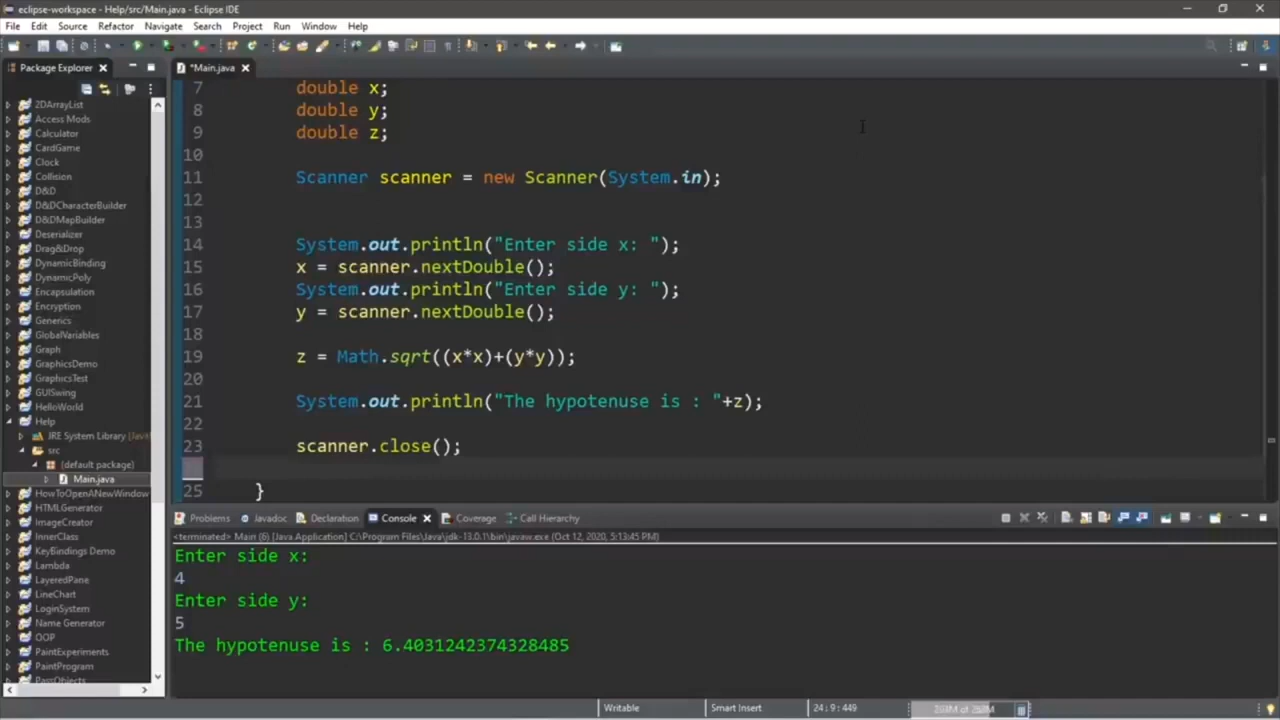 eclipse-workspace - Help/src/Main.java - Eclipse IDE
File Edit Source Refactor Navigate Search Project Run Window Help
Package Explorer
*Main.java
2DArrayList
Access Mods
Calculator
CardGame
Clock
Collision
D&D
D&DCharacterBuilder
D&DMapBuilder
Deserializer
Drag&Drop
DynamicBinding
DynamicPoly
Encapsulation
Encryption
Generics
GlobalVariables
Graph
GraphicsDemo
GraphicsTest
GUISwing
HelloWorld
Help
JRE System Library
src
(default package)
Main.java
HowToOpenANewWindow
HTMLGenerator
ImageCreator
InnerClass
KeyBindings Demo
Lambda
LayeredPane
LineChart
LoginSystem
Name Generator
OOP
PaintExperiments
PaintProgram
PassObjects
7 double x;
8 double y;
9 double z;
10
11 Scanner scanner = new Scanner(System.in);
12
13
14 System.out.println("Enter side x: ");
15 x = scanner.nextDouble();
16 System.out.println("Enter side y: ");
17 y = scanner.nextDouble();
18
19 z = Math.sqrt((x*x)+(y*y));
20
21 System.out.println("The hypotenuse is : "+z);
22
23 scanner.close();
25 }
Problems Javadoc Declaration Console Coverage Call Hierarchy
<terminated> Main (6) [Java Application] C:\Program Files\Java\jdk-13.0.1\bin\javaw.exe (Oct 12, 2020, 5:13:45 PM)
Enter side x:
4
Enter side y:
5
The hypotenuse is : 6.4031242374328485
Writable Smart Insert 24 : 9 : 449